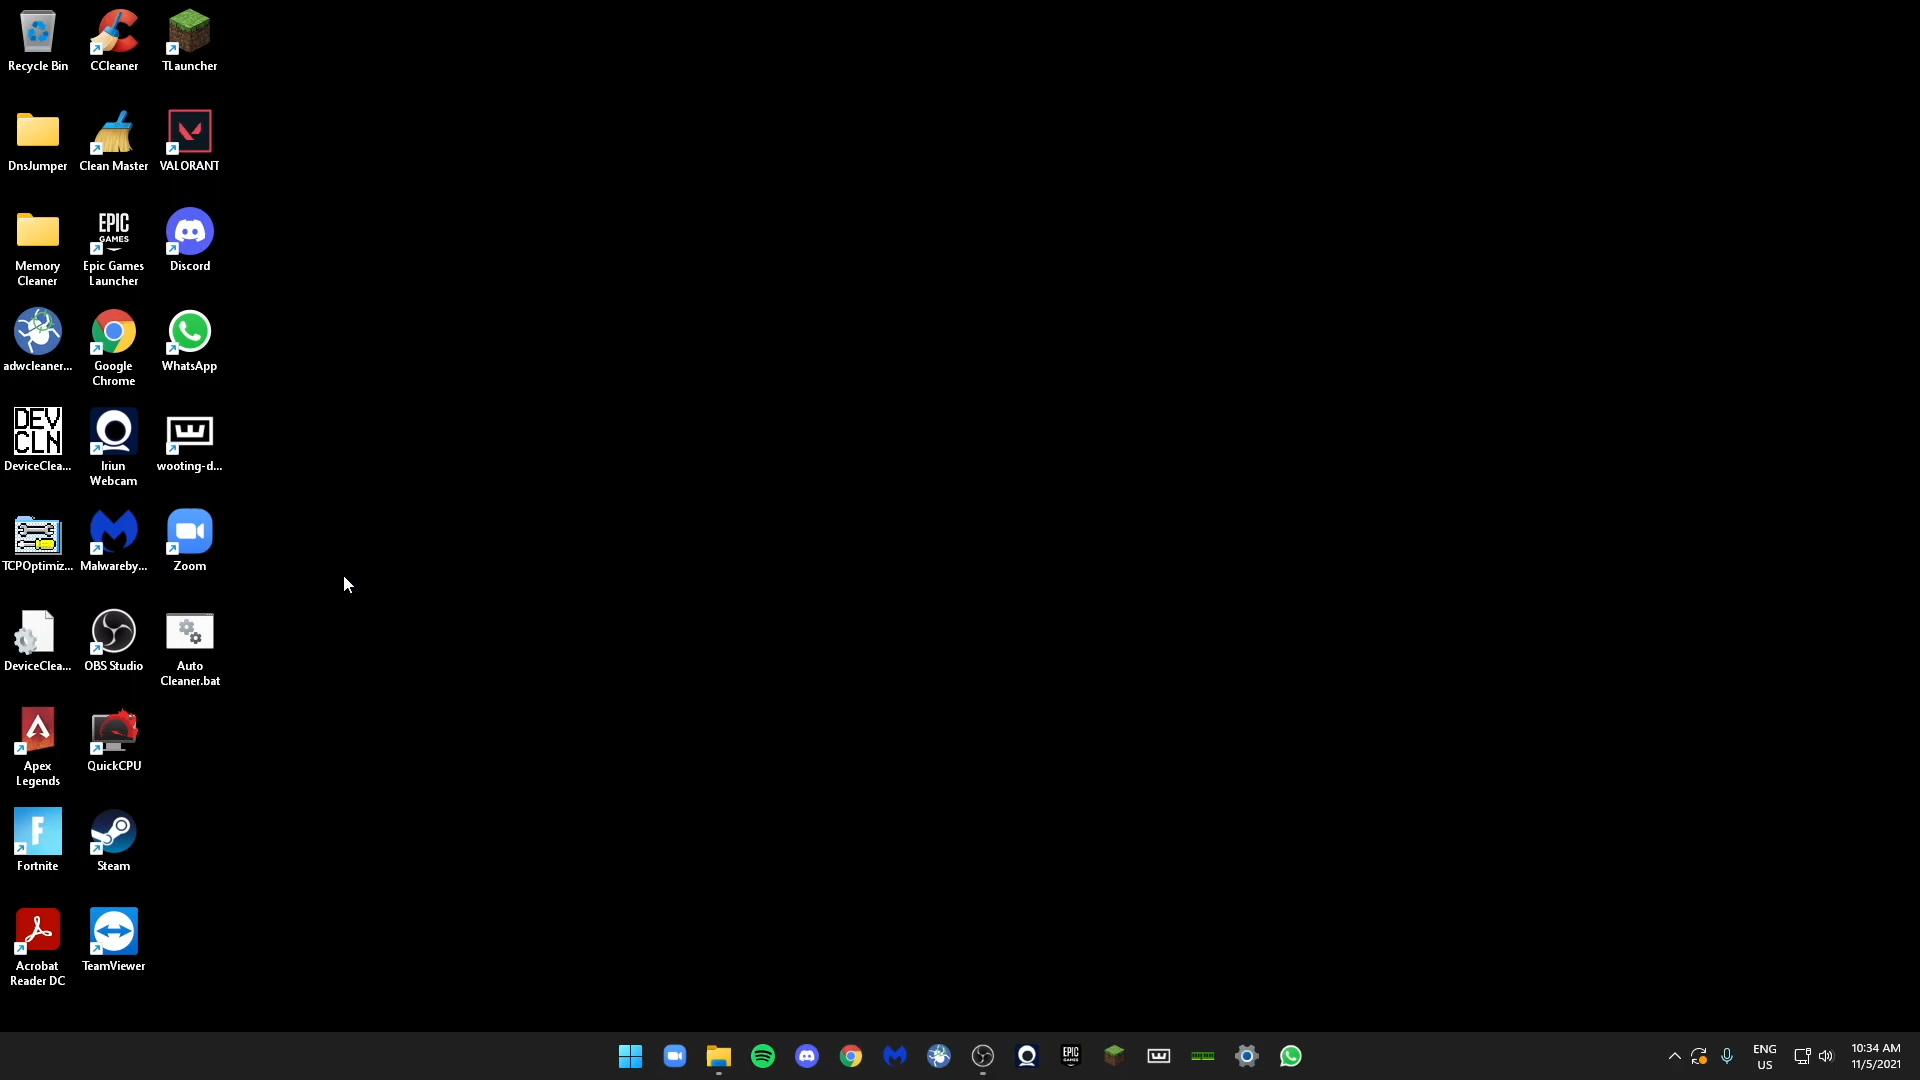 Recycle Bin
CCleaner
TLauncher
DnsJumper
Clean Master
VALORANT
Memory
Cleaner
EPIC
GAMES
Epic Games
Launcher
Discord
adwcleaner...
Google
Chrome
WhatsApp
DEV
CLN
DeviceClea...
Iriun
Webcam
wooting-d...
TCPOptimiz...
Malwareby...
Zoom
DeviceClea...
OBS Studio
Auto
Cleaner.bat
Apex
Legends
QuickCPU
F
Fortnite
Steam
Acrobat
Reader DC
TeamViewer
EPIC
GAMES
ENG
US
10:34 AM
11/5/2021